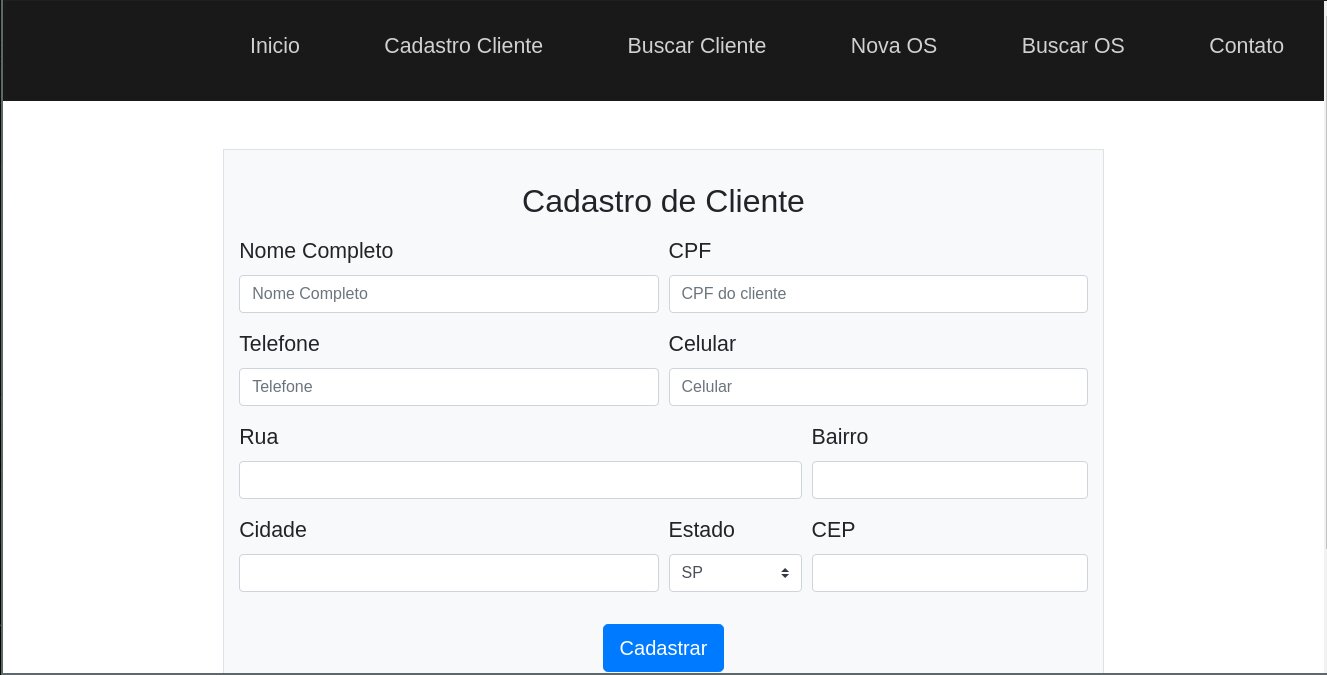 Inicio Cadastro Cliente Buscar Cliente Nova OS Buscar OS Contato
Cadastro de Cliente
Nome Completo CPF
Nome Completo CPF do cliente
Telefone Celular
Telefone Celular
Rua Bairro
Cidade Estado CEP
SP
Cadastrar